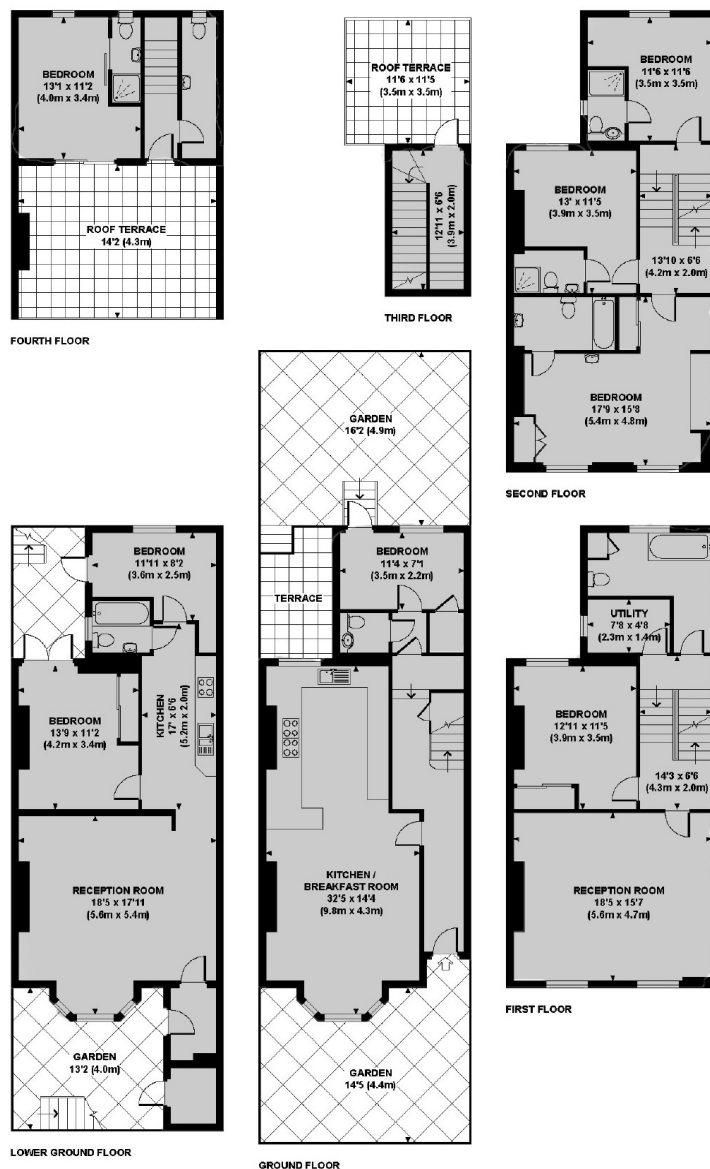 BEDROOM
13'1 x 11'2
(4.0m x 3.4m)
ROOF TERRACE
14'2 (4.3m)
FOURTH FLOOR
ROOF TERRACE
11'6 x 11'5
(3.5m x 3.5m)
12'11 x 6'6
(3.9m x 2.0m)
THIRD FLOOR
BEDROOM
11'6 x 11'6
(3.5m x 3.5m)
BEDROOM
13' x 11'5
(3.9m x 3.5m)
13'10 x 6'6
(4.2m x 2.0m)
BEDROOM
17'9 x 15'8
(5.4m x 4.8m)
SECOND FLOOR
BEDROOM
11'11 x 8'2
(3.6m x 2.5m)
KITCHEN
17' x 6'6
(5.2m x 2.0m)
BEDROOM
13'9 x 11'2
(4.2m x 3.4m)
RECEPTION ROOM
18'5 x 17'11
(5.6m x 5.4m)
GARDEN
13'2 (4.0m)
LOWER GROUND FLOOR
GARDEN
16'2 (4.9m)
BEDROOM
11'4 x 7'1
(3.5m x 2.2m)
TERRACE
KITCHEN /
BREAKFAST ROOM
32'5 x 14'4
(9.8m x 4.3m)
GARDEN
14'5 (4.4m)
GROUND FLOOR
UTILITY
7'8 x 4'8
(2.3m x 1.4m)
BEDROOM
12'11 x 11'5
(3.9m x 3.5m)
14'3 x 6'6
(4.3m x 2.0m)
RECEPTION ROOM
18'5 x 15'7
(5.6m x 4.7m)
FIRST FLOOR